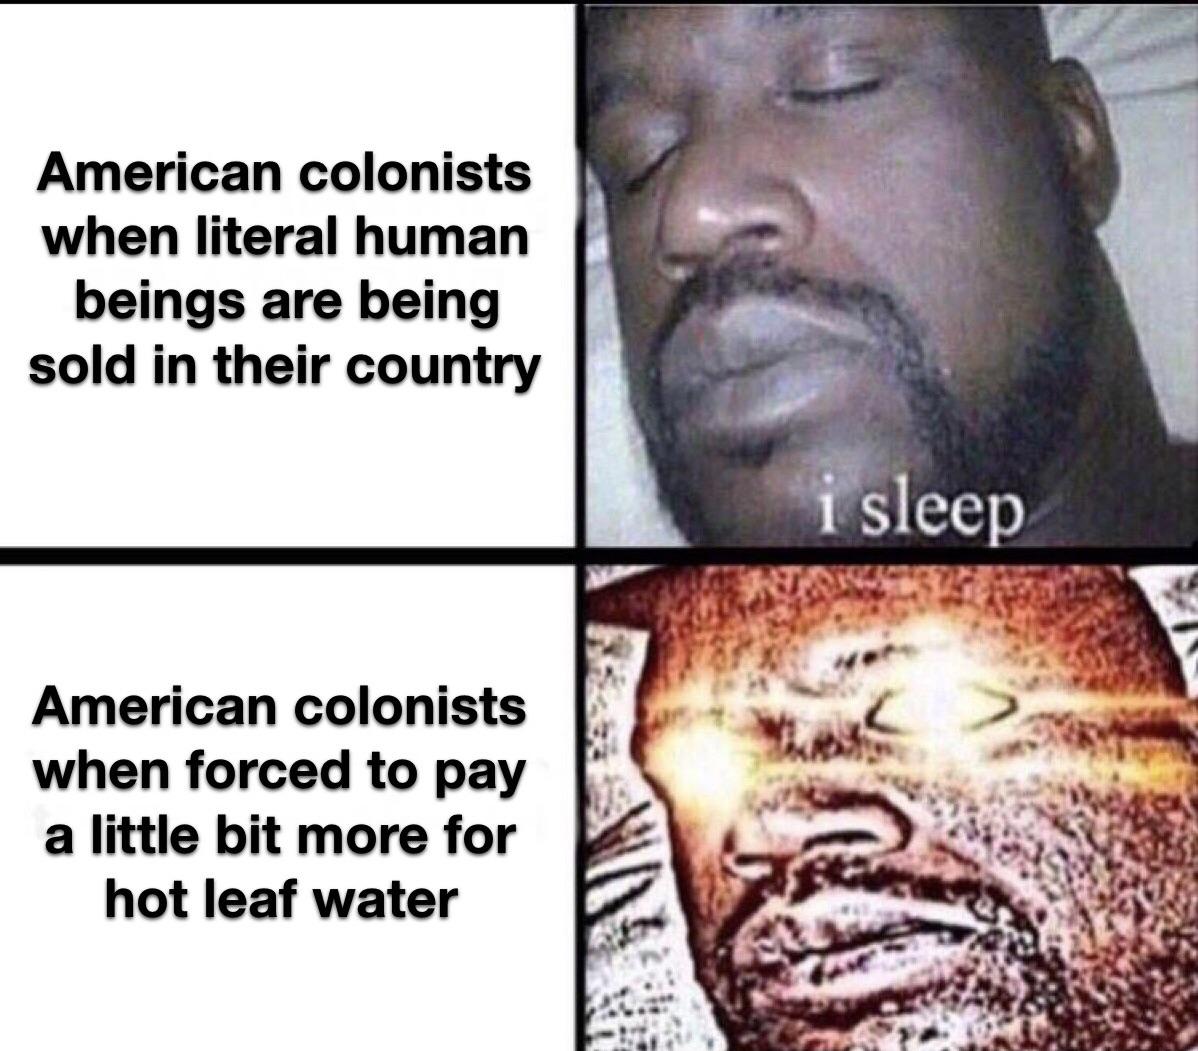 American colonists
when literal human
beings are being
sold in their country
i sleep
American colonists
when forced to pay
a little bit more for
hot leaf water